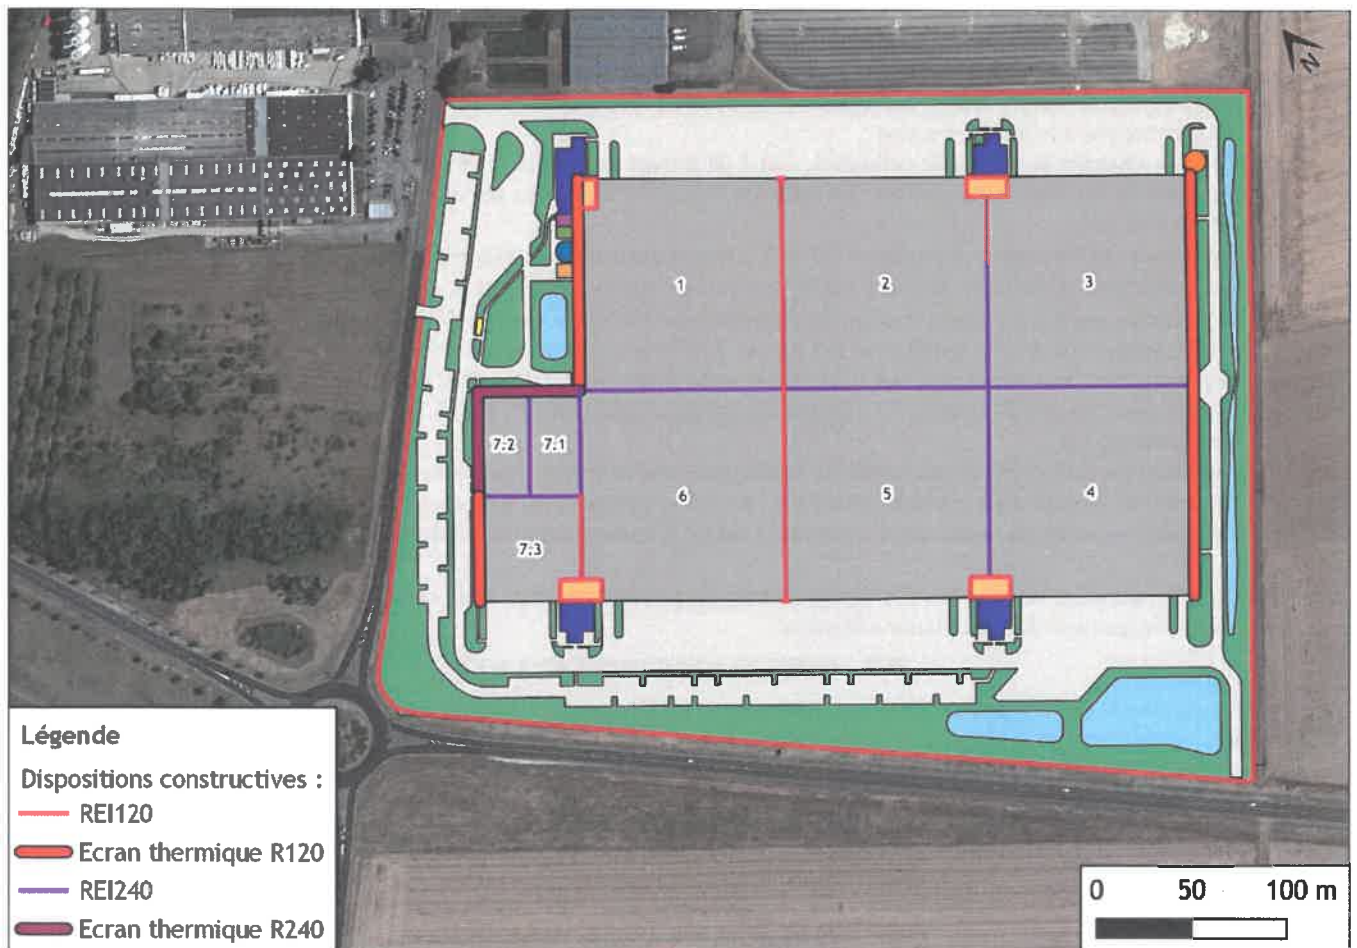 N
1
2
3
7:2
7:1
6
5
4
7:3
Légende
Dispositions constructives :
REI120
Ecran thermique R120
REI240
Ecran thermique R240
0 50 100 m